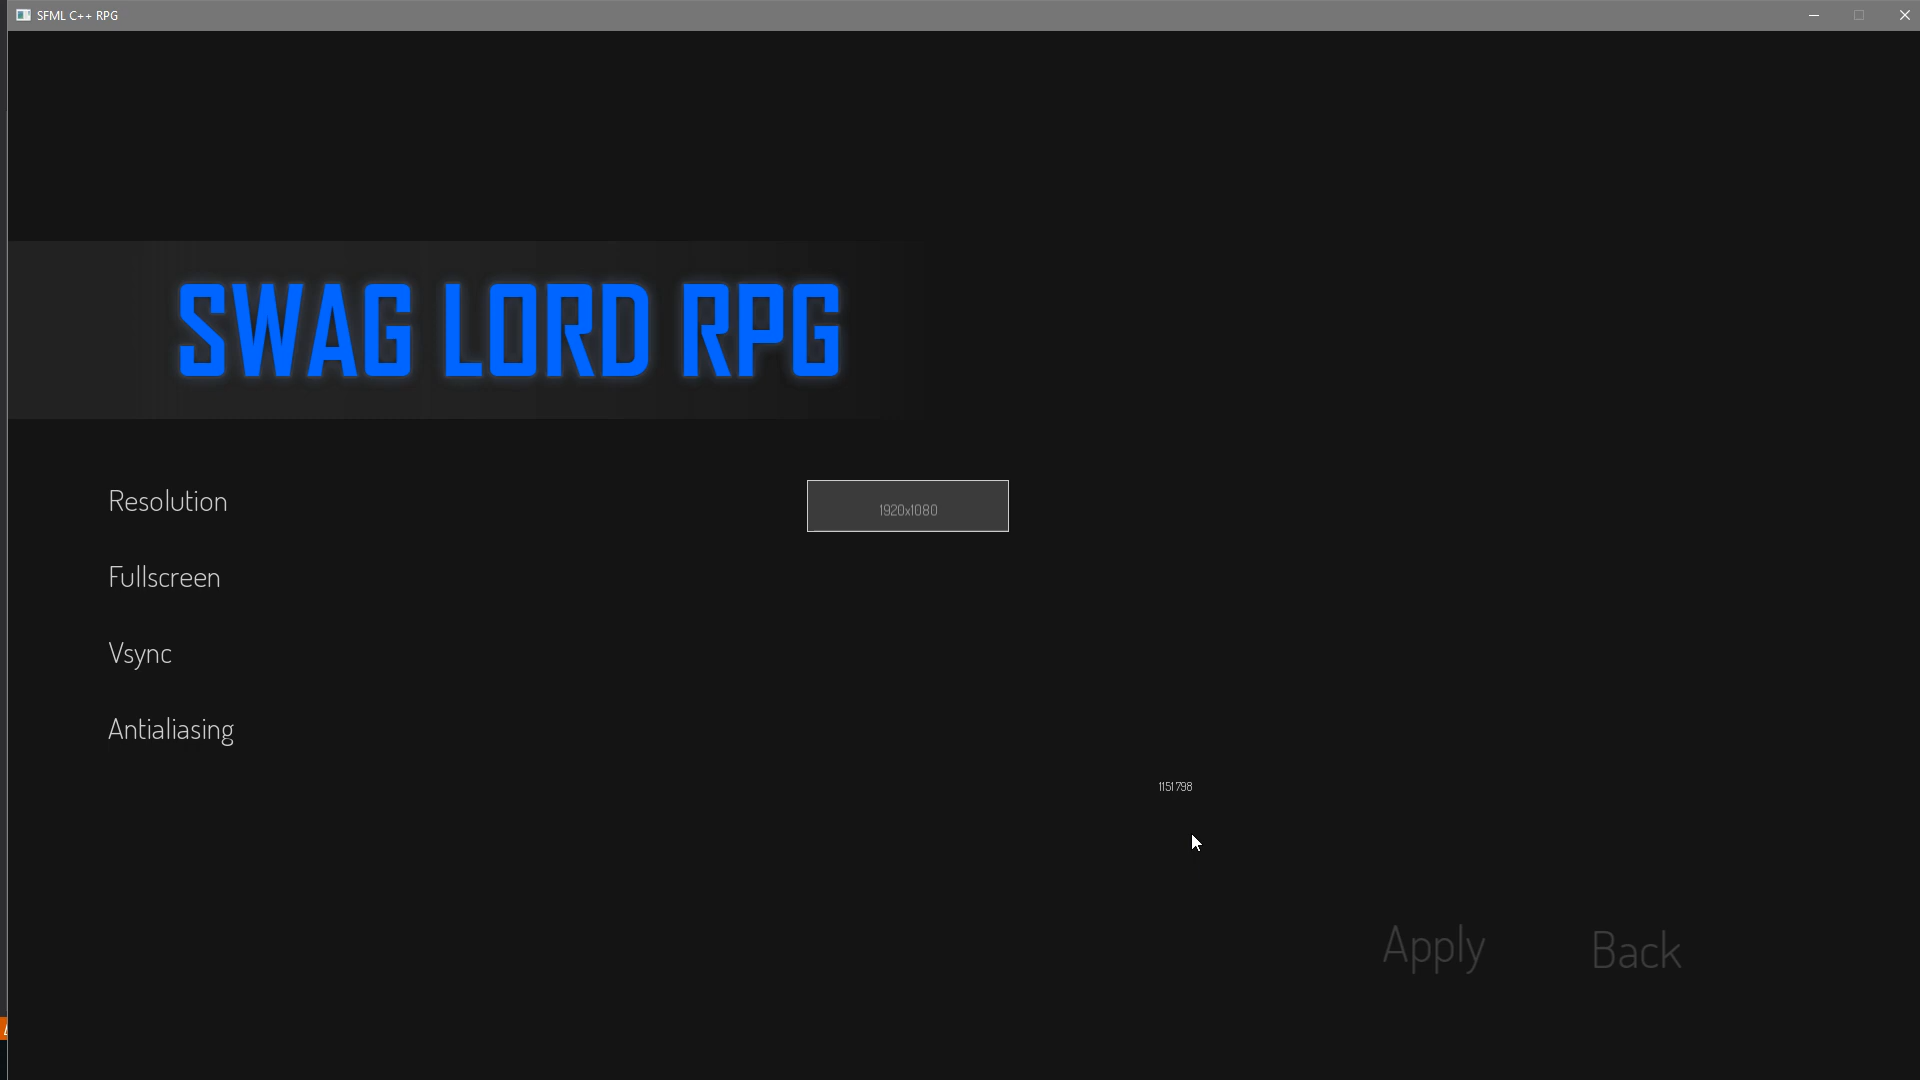 SFML C++ RPG
SWAG LORD RPG
Resolution
1920x1080
Fullscreen
Vsync
Antialiasing
1151 798
Apply
Back